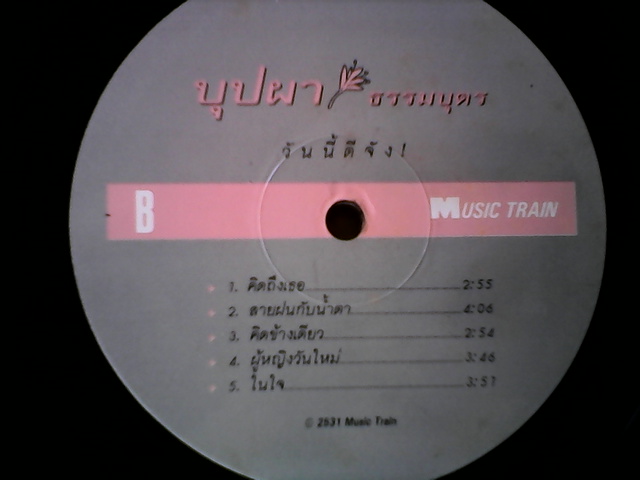 บุปผา ธรรมบุตร
วันนี้ดีจัง!
B MUSIC TRAIN
1. คิดถึงเธอ 2:55
2. สายฝนกับน้ำตา 4:06
3. คิดข้างเดียว 2:54
4. ผู้หญิงวันใหม่ 3:46
5. ในใจ 3:51
© 2531 Music Train